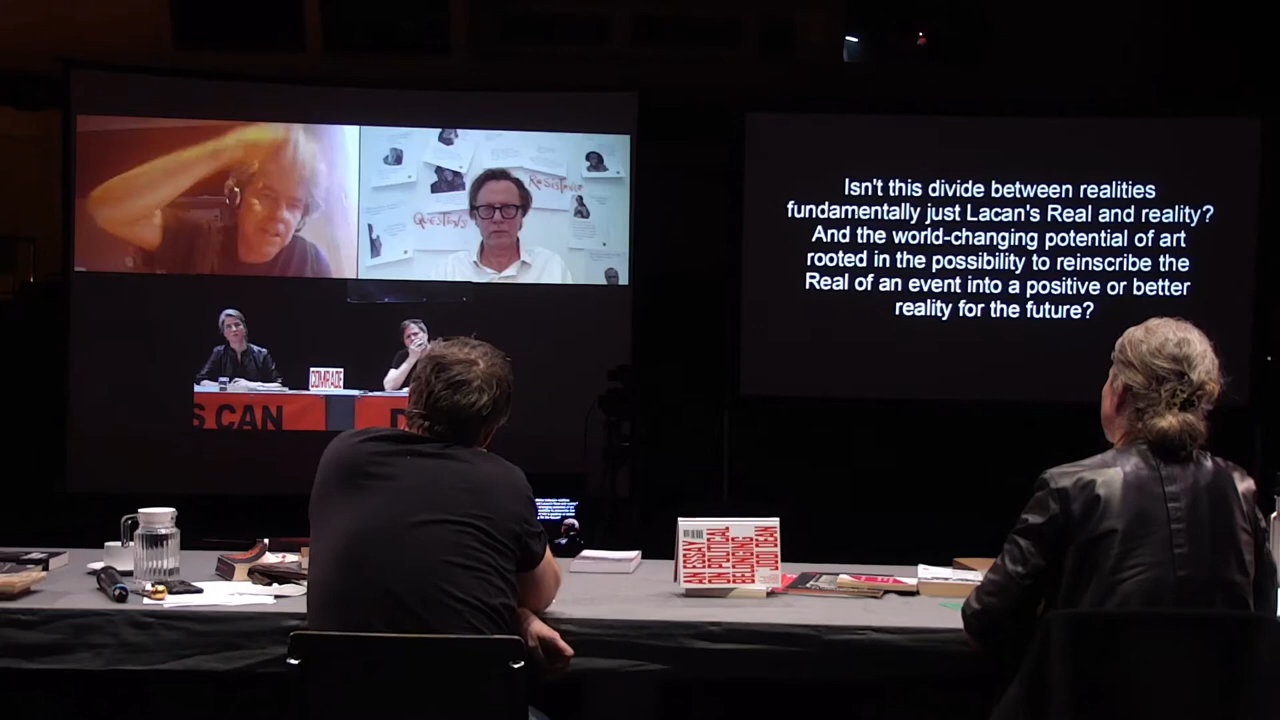 QUESTIONS
RESISTANCE
COMRADE
S CAN
D
Isn't this divide between realities
fundamentally just Lacan's Real and reality?
And the world-changing potential of art
rooted in the possibility to reinscribe the
Real of an event into a positive or better
reality for the future?
AN ESSAY
ON POLITICAL
BELONGING
JODI DEAN